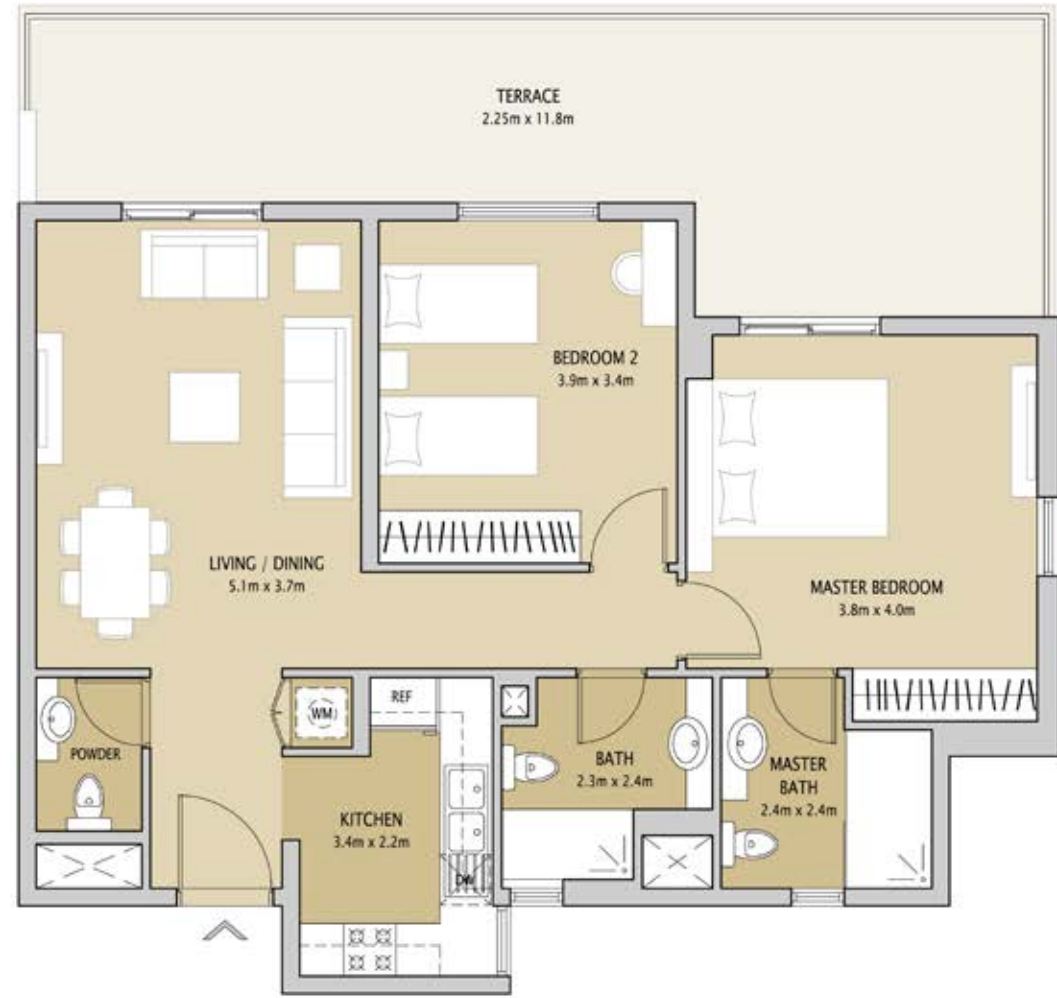 TERRACE
2.25m x 11.8m
BEDROOM 2
3.9m x 3.4m
LIVING / DINING
5.1m x 3.7m
MASTER BEDROOM
3.8m x 4.0m
REF
WM
POWDER
BATH
2.3m x 2.4m
MASTER
BATH
2.4m x 2.4m
KITCHEN
3.4m x 2.2m
DW